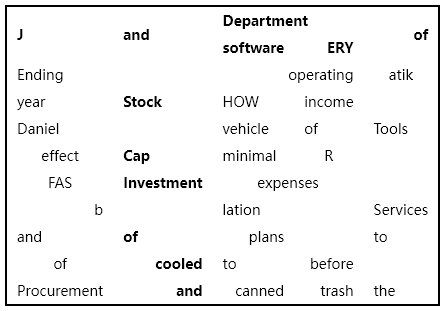 J and Department of
software ERY
Ending operating atik
year Stock HOW income
Daniel vehicle of Tools
effect Cap minimal R
FAS Investment expenses
b lation Services
and of plans to
of cooled to before
Procurement and canned trash the